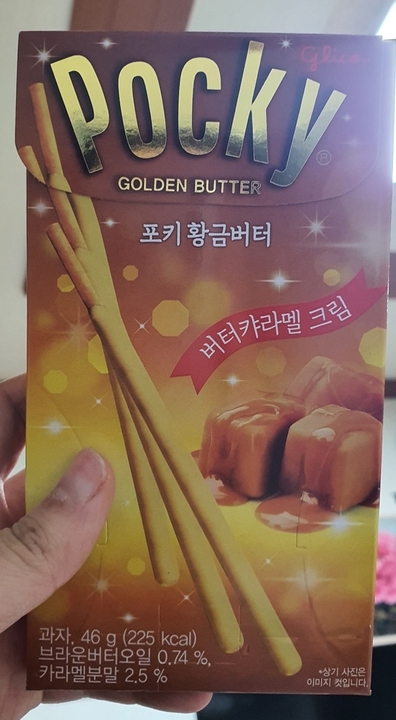 Glico
Pocky
®
GOLDEN BUTTER
포키 황금버터
버터캬라멜 크림
과자, 46 g (225 kcal)
브라운버터오일 0.74 %,
카라멜분말 2.5 %
*상기 사진은
이미지 컷입니다.